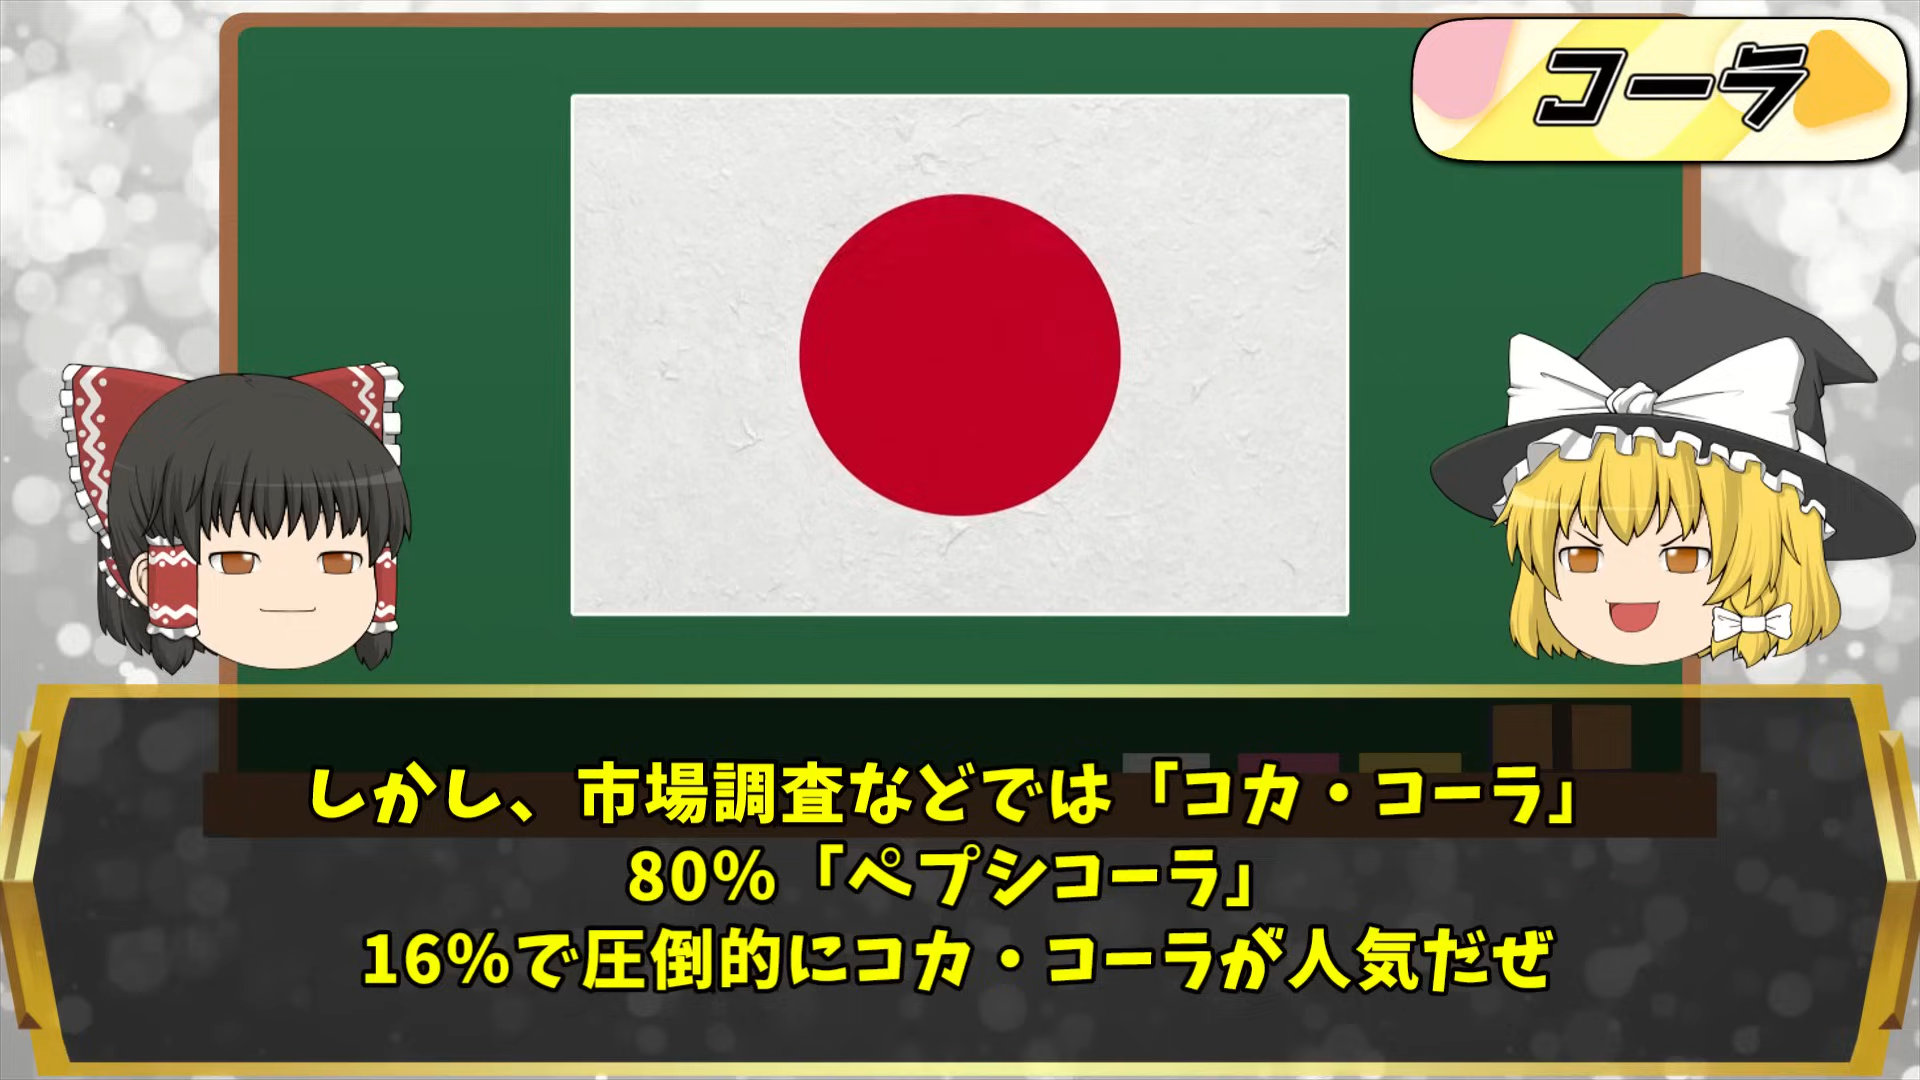 コーラ
しかし、市場調査などでは「コカ・コーラ」
80%「ペプシコーラ」
16%で圧倒的にコカ・コーラが人気だぜ